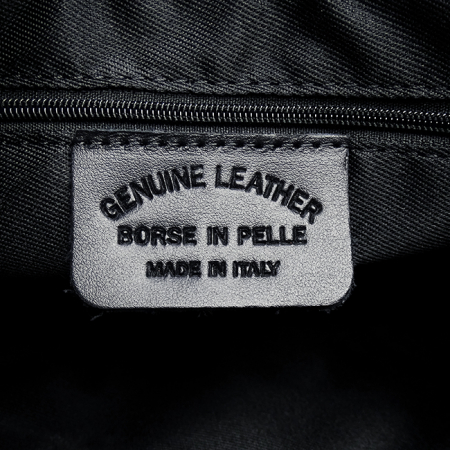 GENUINE LEATHER
BORSE IN PELLE
MADE IN ITALY